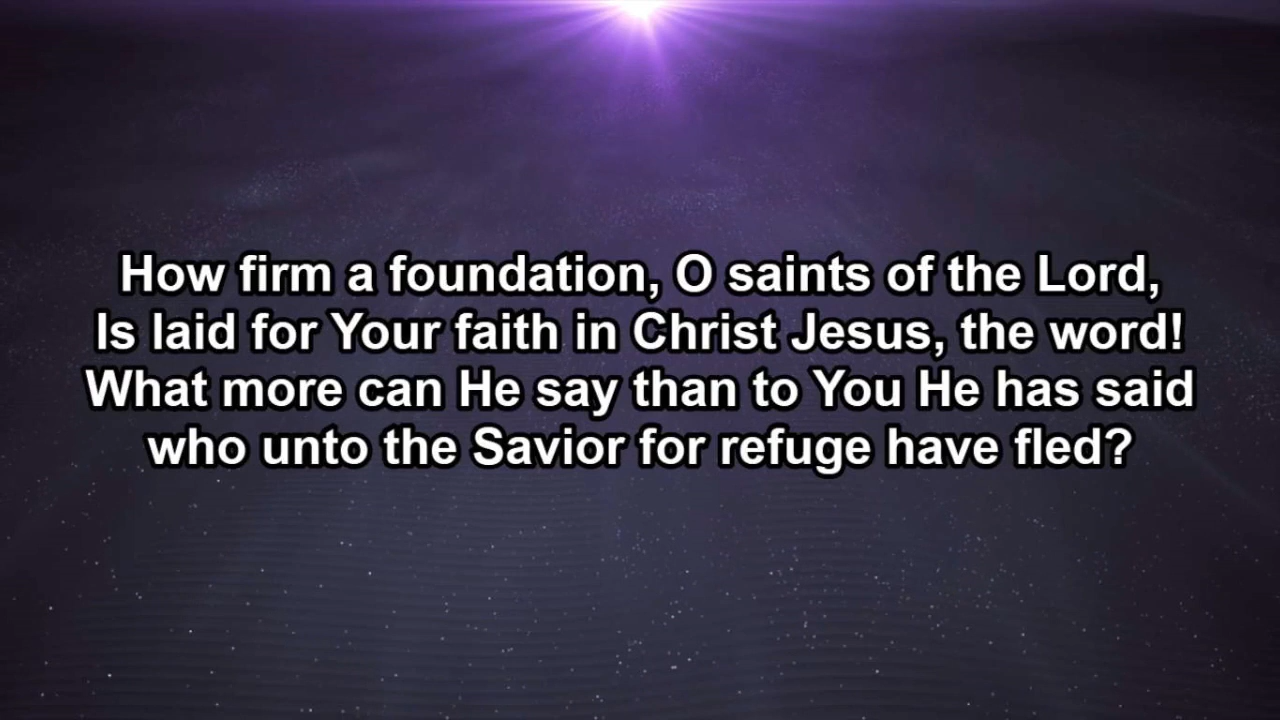 How firm a foundation, O saints of the Lord,
Is laid for Your faith in Christ Jesus, the word!
What more can He say than to You He has said
who unto the Savior for refuge have fled?